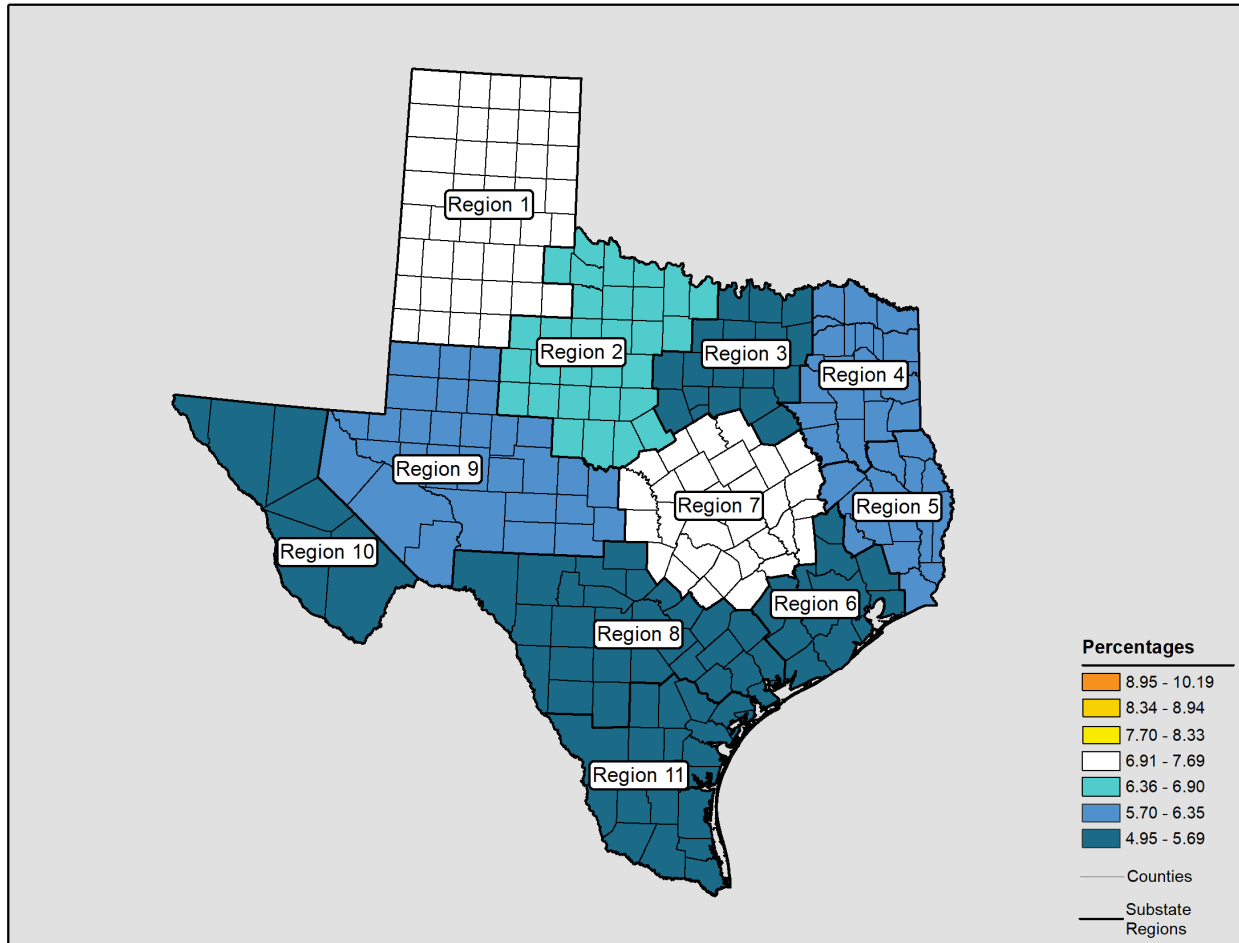 Region 1
Region 2
Region 3
Region 4
Region 9
Region 7
Region 5
Region 10
Region 6
Region 8
Region 11
Percentages
8.95 - 10.19
8.34 - 8.94
7.70 - 8.33
6.91 - 7.69
6.36 - 6.90
5.70 - 6.35
4.95 - 5.69
Counties
Substate
Regions